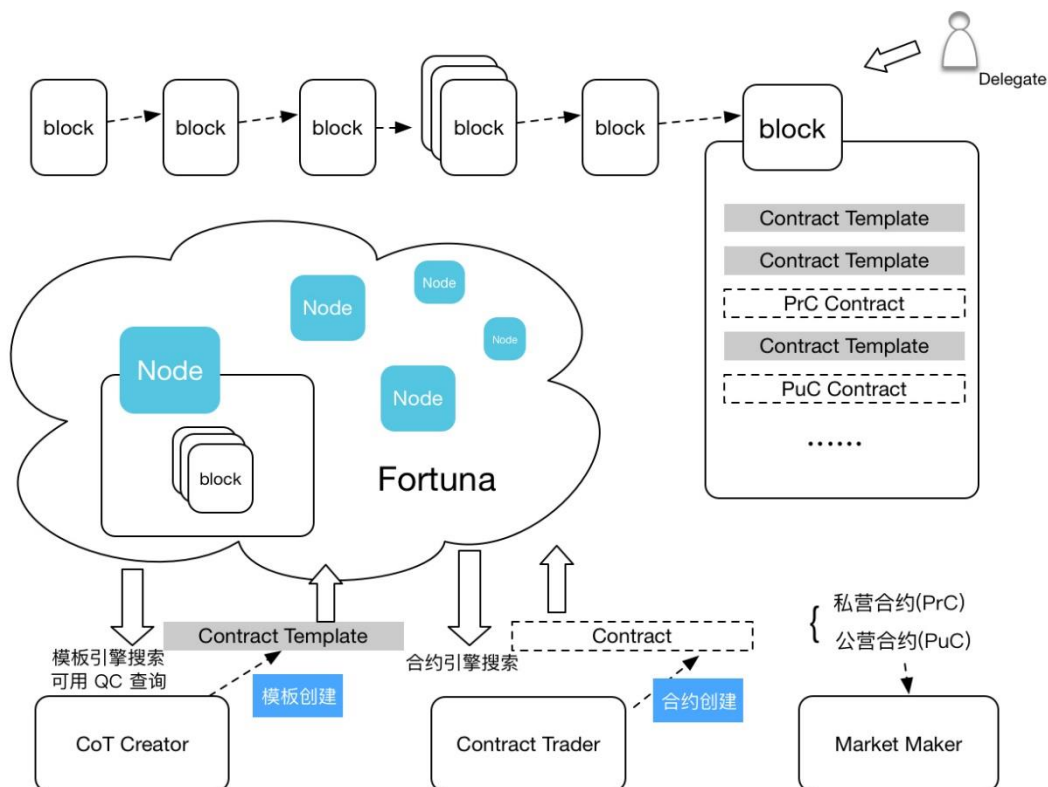 Delegate
block
block
block
block
block
block
Contract Template
Contract Template
PrC Contract
Contract Template
PuC Contract
......
Node
Node
Node
Node
Node
block
Fortuna
模板引擎搜索
可用 QC 查询
Contract Template
模板创建
CoT Creator
合约引擎搜索
Contract
合约创建
Contract Trader
{
私营合约(PrC)
公营合约(PuC)
Market Maker